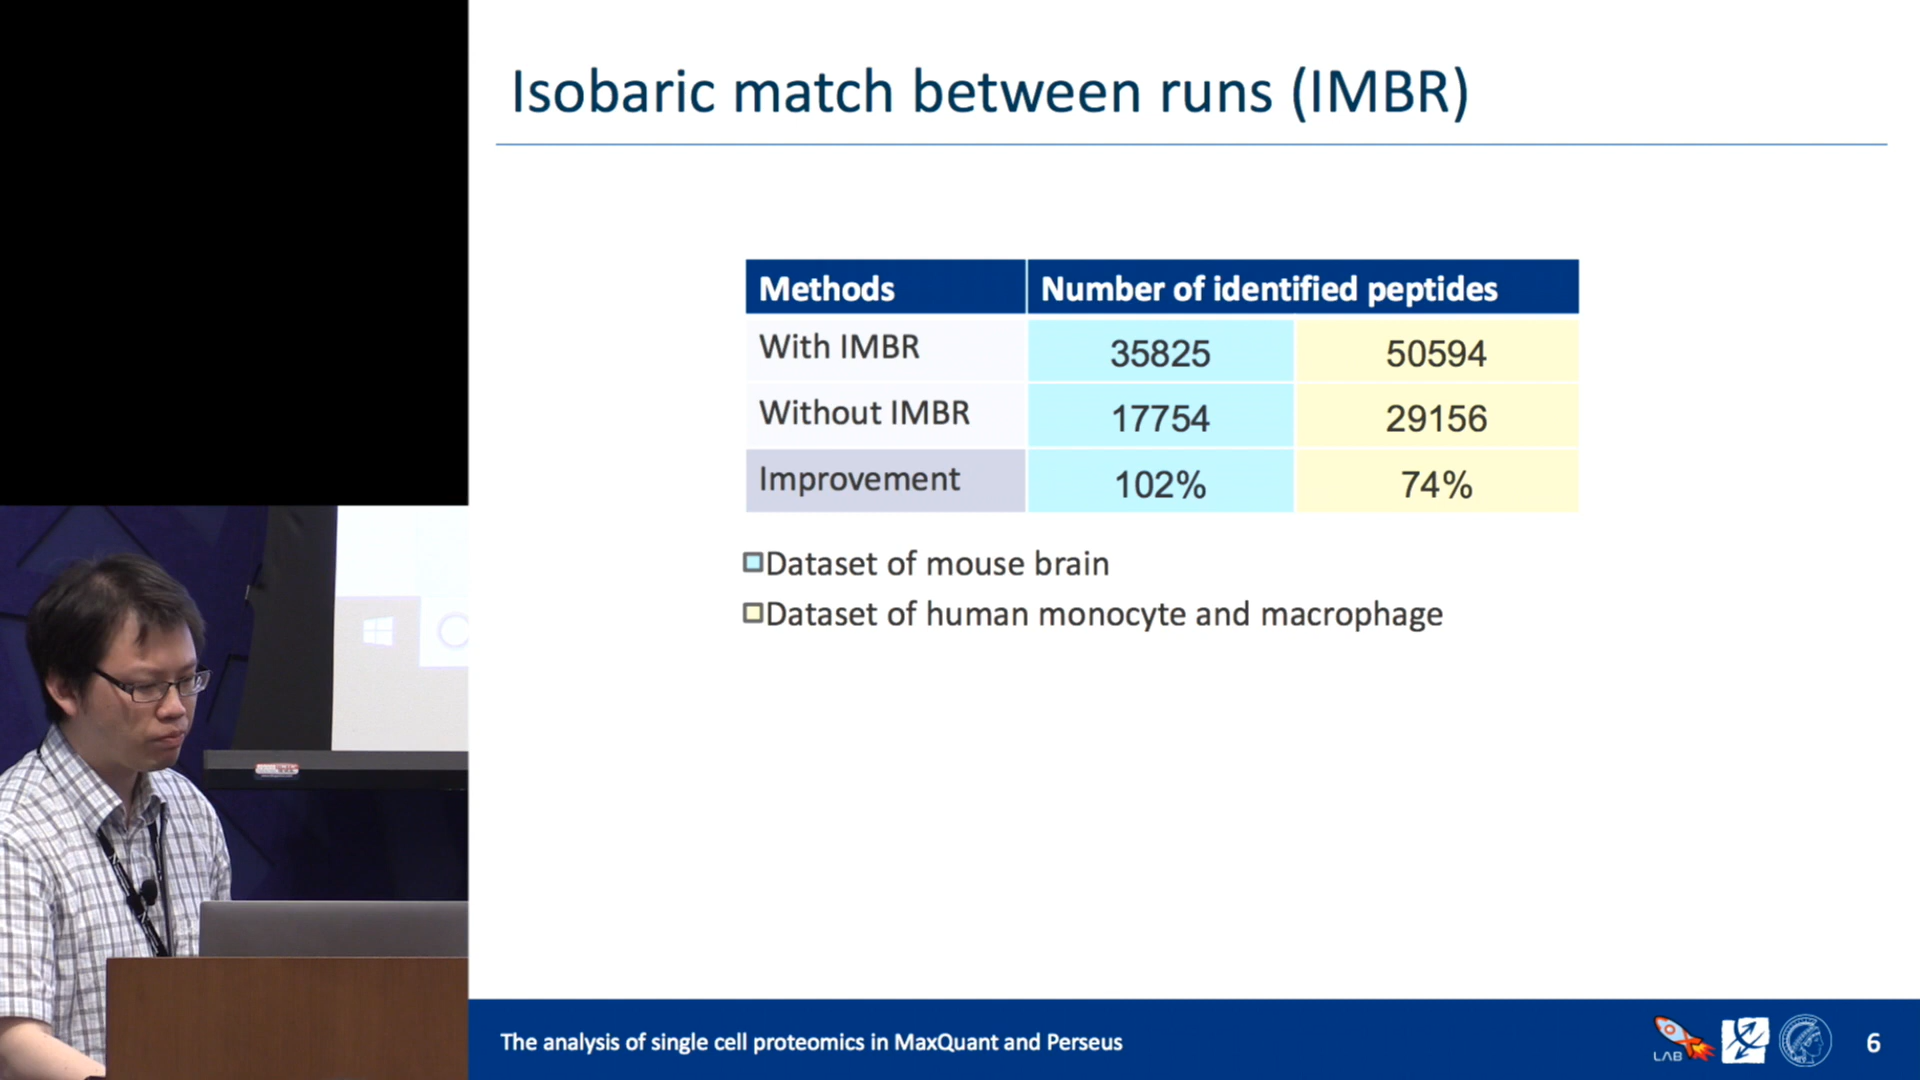 Isobaric match between runs (IMBR)
Methods Number of identified peptides
With IMBR 35825 50594
Without IMBR 17754 29156
Improvement 102% 74%
Dataset of mouse brain
Dataset of human monocyte and macrophage
The analysis of single cell proteomics in MaxQuant and Perseus
LAB
6